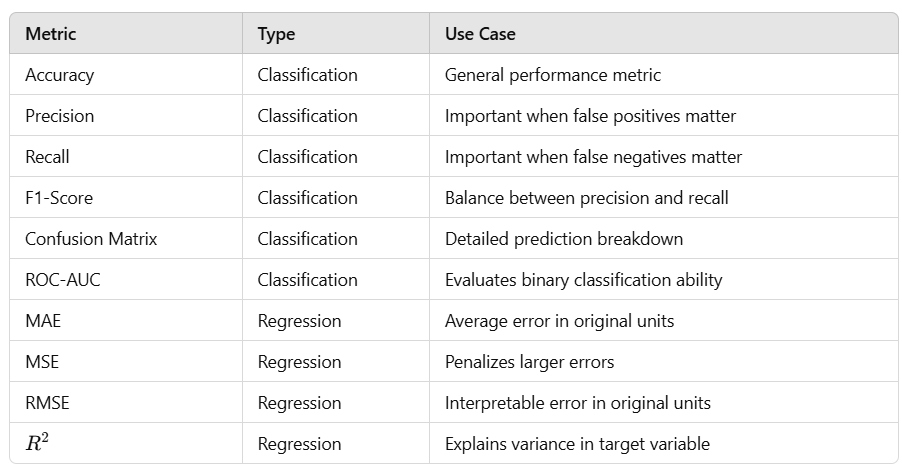 Metric Type Use Case
Accuracy Classification General performance metric
Precision Classification Important when false positives matter
Recall Classification Important when false negatives matter
F1-Score Classification Balance between precision and recall
Confusion Matrix Classification Detailed prediction breakdown
ROC-AUC Classification Evaluates binary classification ability
MAE Regression Average error in original units
MSE Regression Penalizes larger errors
RMSE Regression Interpretable error in original units
R² Regression Explains variance in target variable